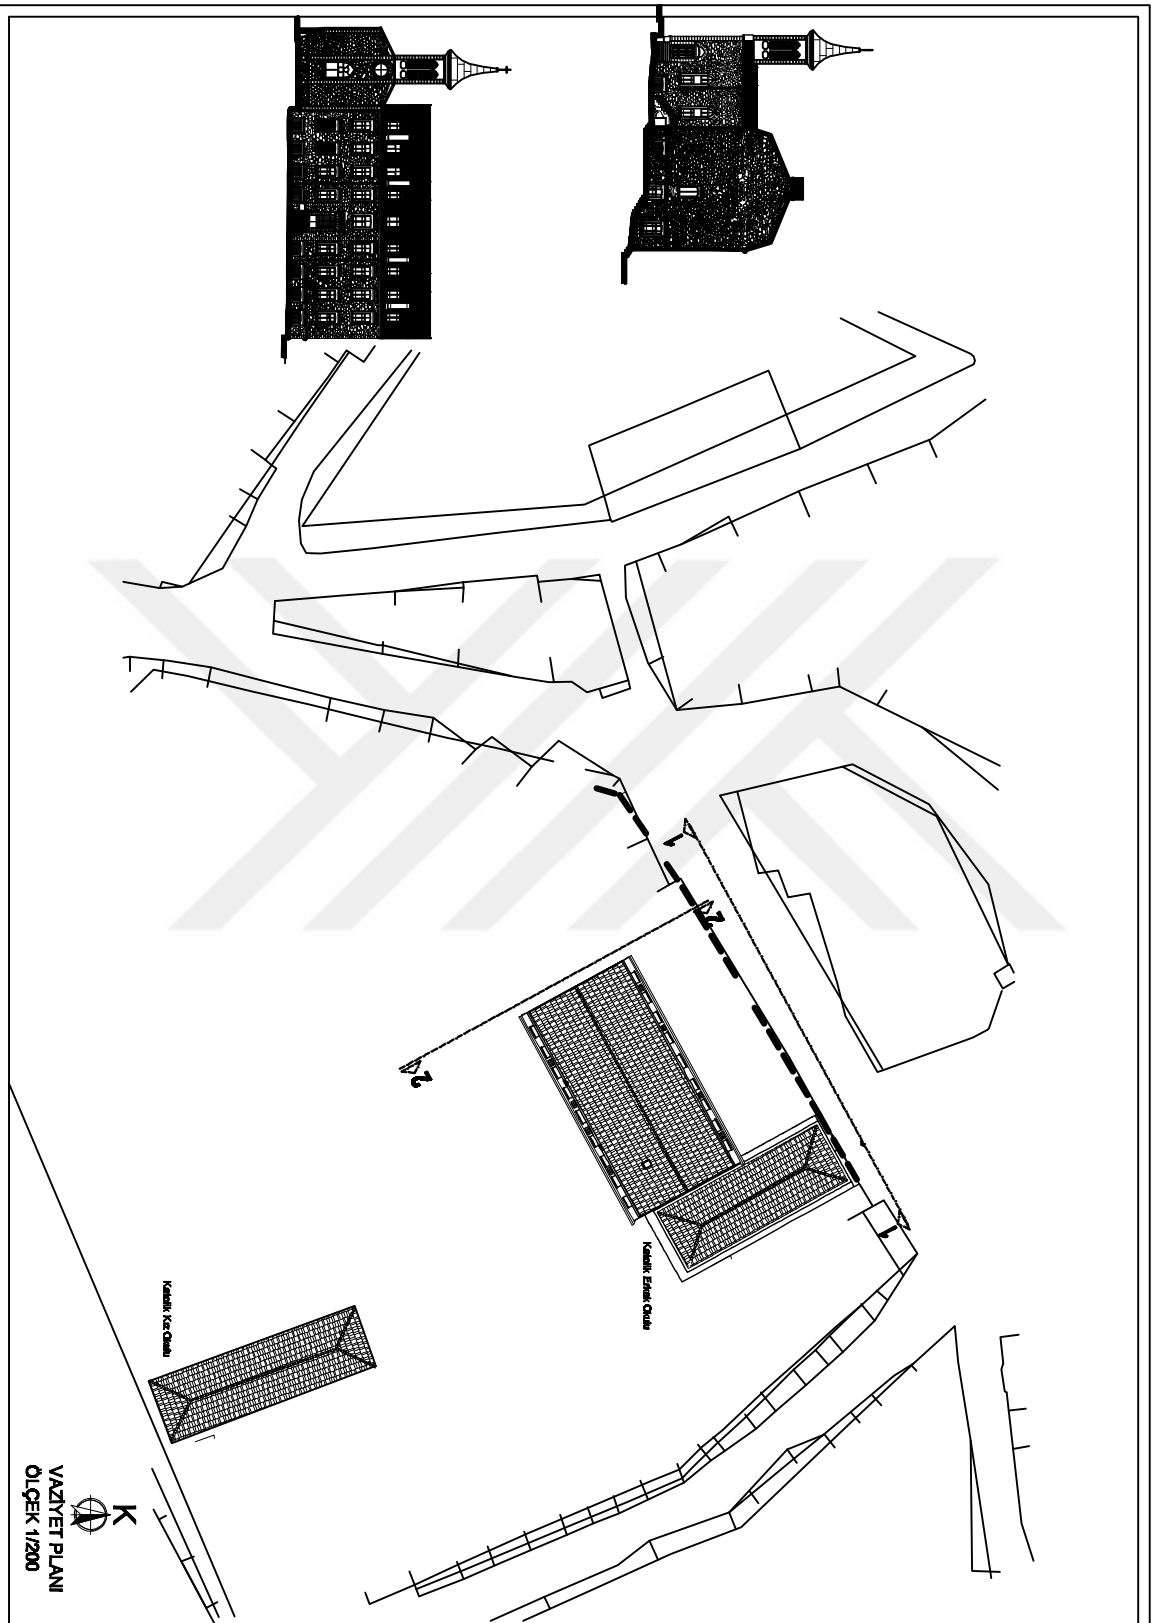 1
2
2
1
Katolik Erkek Okulu
Katolik Kız Okulu
K
VAZİYET PLANI
ÖLÇEK 1/200